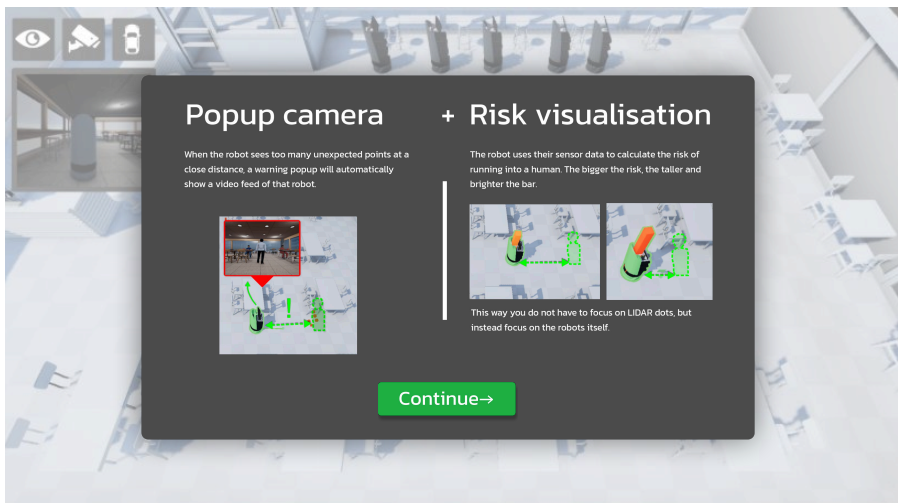 Popup camera
+ Risk visualisation
When the robot sees too many unexpected points at a
close distance, a warning popup will automatically
show a video feed of that robot.
The robot uses their sensor data to calculate the risk of
running into a human. The bigger the risk, the taller and
brighter the bar.
!
?
?
This way you do not have to focus on LIDAR dots, but
instead focus on the robots itself.
Continue→